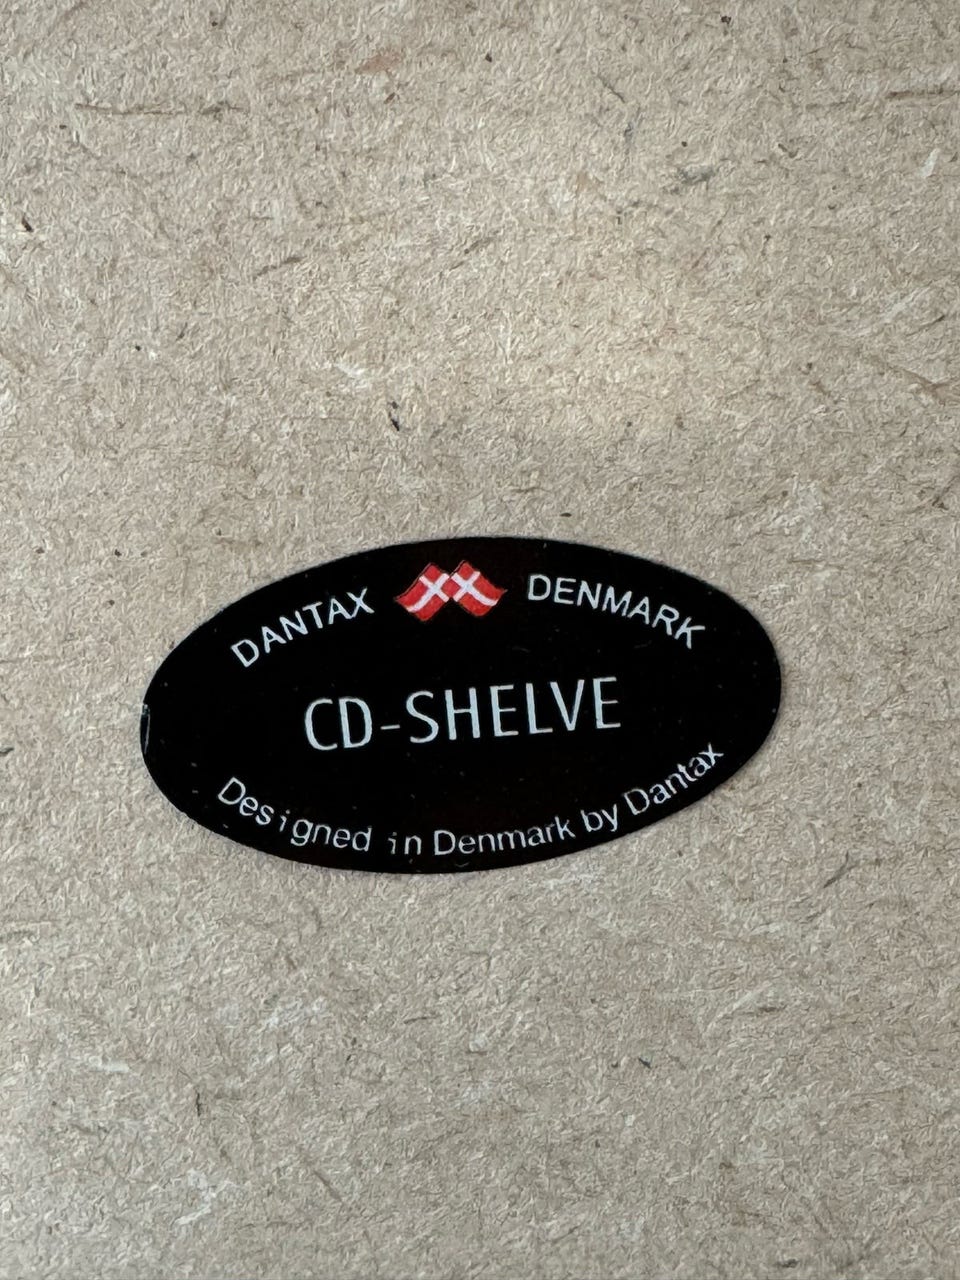 DANTAX DENMARK
CD-SHELVE
Designed in Denmark by Dantax